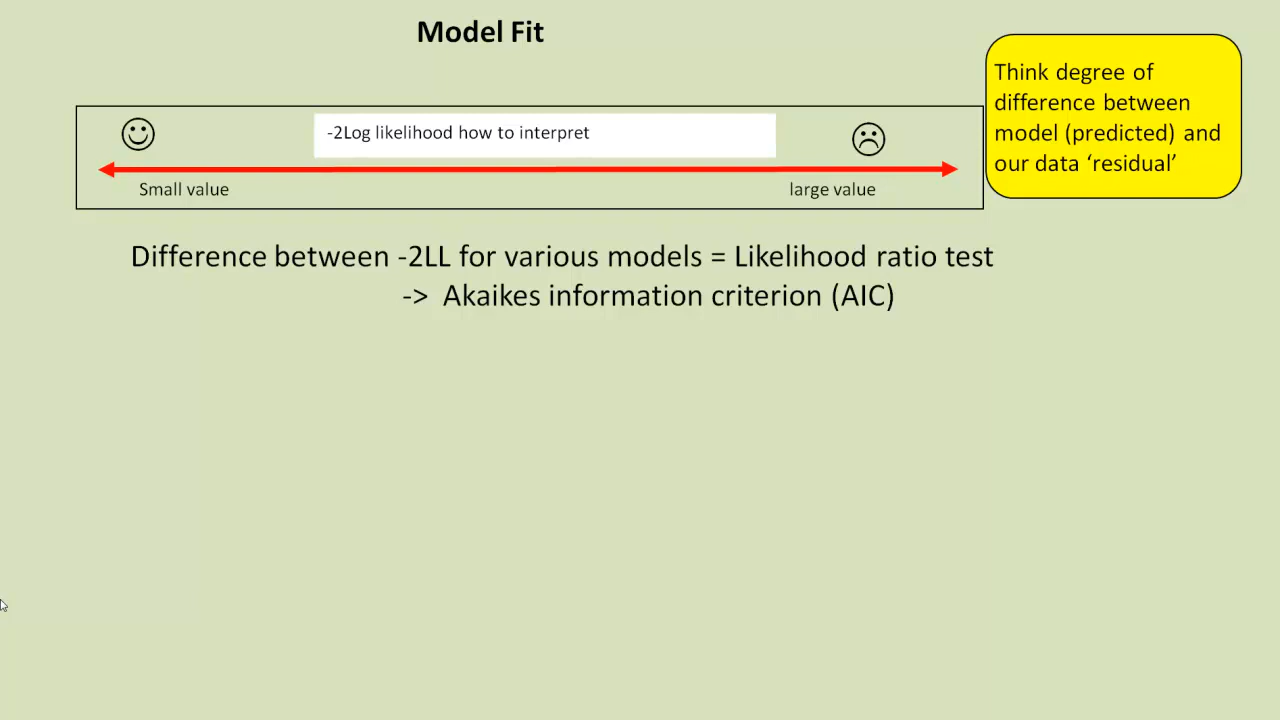 Model Fit
Think degree of
difference between
model (predicted) and
our data ‘residual’
-2Log likelihood how to interpret
Small value
large value
Difference between -2LL for various models = Likelihood ratio test
-> Akaikes information criterion (AIC)